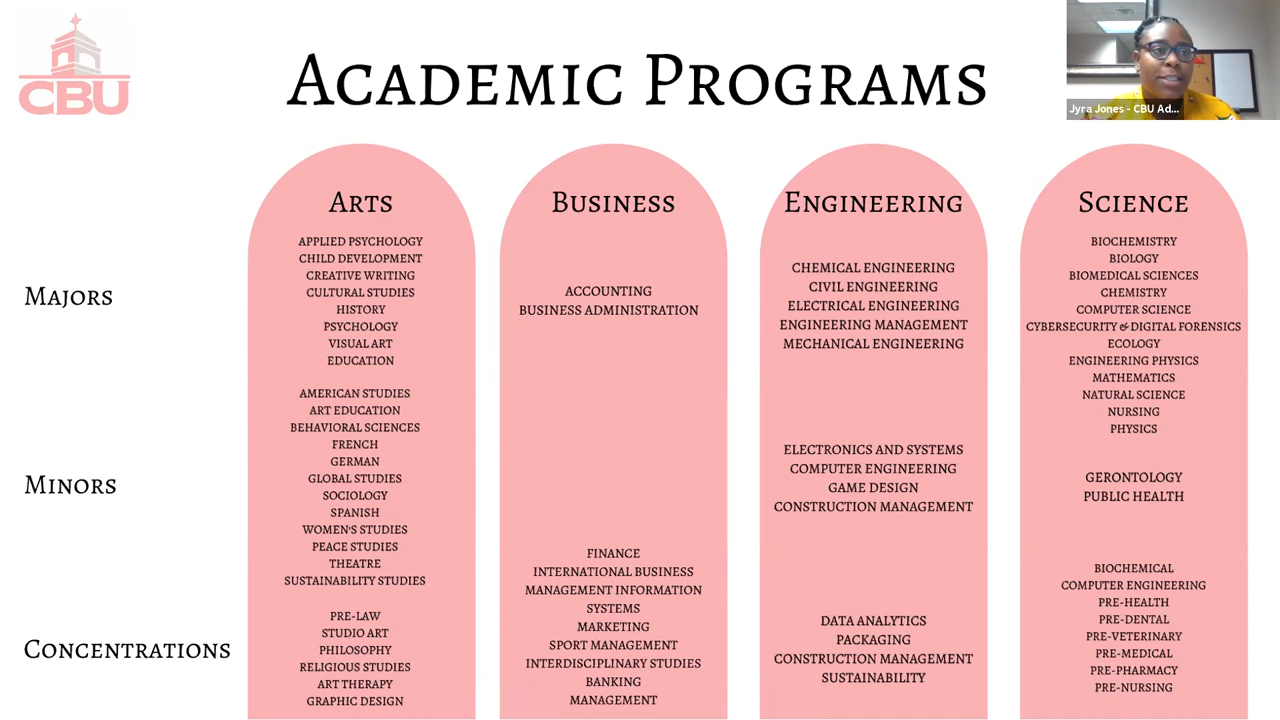 CBU
ACADEMIC PROGRAMS
Jyra Jones - CBU Ad...
MAJORS
MINORS
CONCENTRATIONS
ARTS
APPLIED PSYCHOLOGY
CHILD DEVELOPMENT
CREATIVE WRITING
CULTURAL STUDIES
HISTORY
PSYCHOLOGY
VISUAL ART
EDUCATION
AMERICAN STUDIES
ART EDUCATION
BEHAVIORAL SCIENCES
FRENCH
GERMAN
GLOBAL STUDIES
SOCIOLOGY
SPANISH
WOMEN'S STUDIES
PEACE STUDIES
THEATRE
SUSTAINABILITY STUDIES
PRE-LAW
STUDIO ART
PHILOSOPHY
RELIGIOUS STUDIES
ART THERAPY
GRAPHIC DESIGN
BUSINESS
ACCOUNTING
BUSINESS ADMINISTRATION
FINANCE
INTERNATIONAL BUSINESS
MANAGEMENT INFORMATION
SYSTEMS
MARKETING
SPORT MANAGEMENT
INTERDISCIPLINARY STUDIES
BANKING
MANAGEMENT
ENGINEERING
CHEMICAL ENGINEERING
CIVIL ENGINEERING
ELECTRICAL ENGINEERING
ENGINEERING MANAGEMENT
MECHANICAL ENGINEERING
ELECTRONICS AND SYSTEMS
COMPUTER ENGINEERING
GAME DESIGN
CONSTRUCTION MANAGEMENT
DATA ANALYTICS
PACKAGING
CONSTRUCTION MANAGEMENT
SUSTAINABILITY
SCIENCE
BIOCHEMISTRY
BIOLOGY
BIOMEDICAL SCIENCES
CHEMISTRY
COMPUTER SCIENCE
CYBERSECURITY & DIGITAL FORENSICS
ECOLOGY
ENGINEERING PHYSICS
MATHEMATICS
NATURAL SCIENCE
NURSING
PHYSICS
GERONTOLOGY
PUBLIC HEALTH
BIOCHEMICAL
COMPUTER ENGINEERING
PRE-HEALTH
PRE-DENTAL
PRE-VETERINARY
PRE-MEDICAL
PRE-PHARMACY
PRE-NURSING